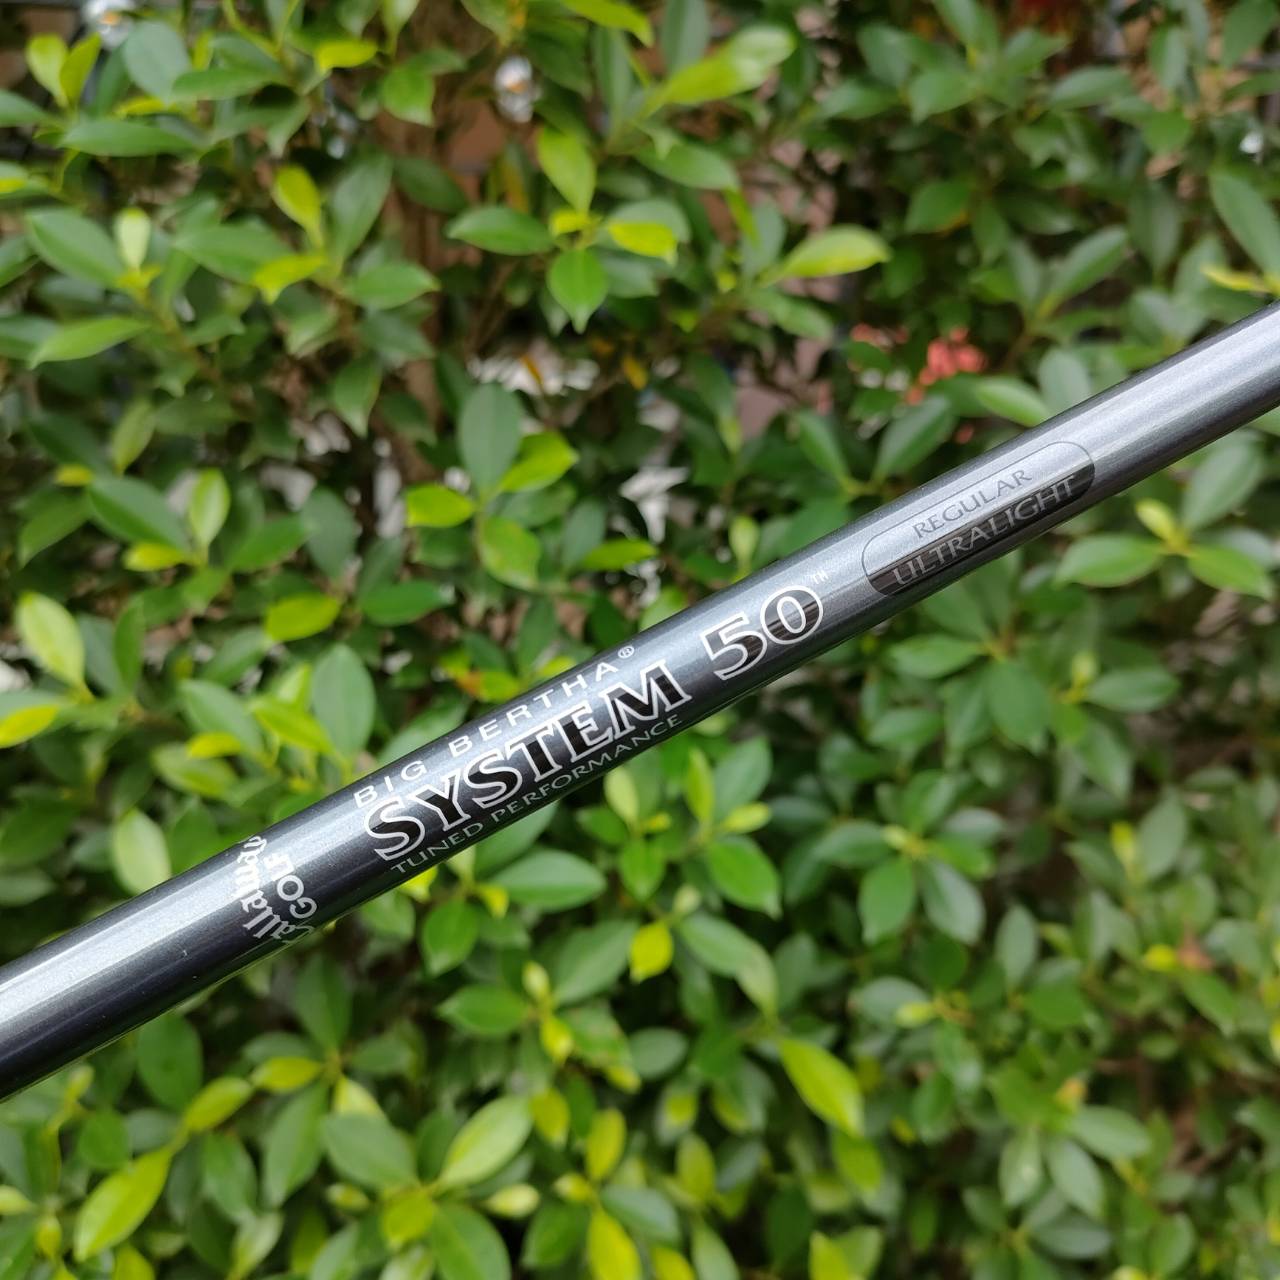 Callaway
GOLF
BIG BERTHA®
SYSTEM 50™
TUNED PERFORMANCE
REGULAR
ULTRALIGHT